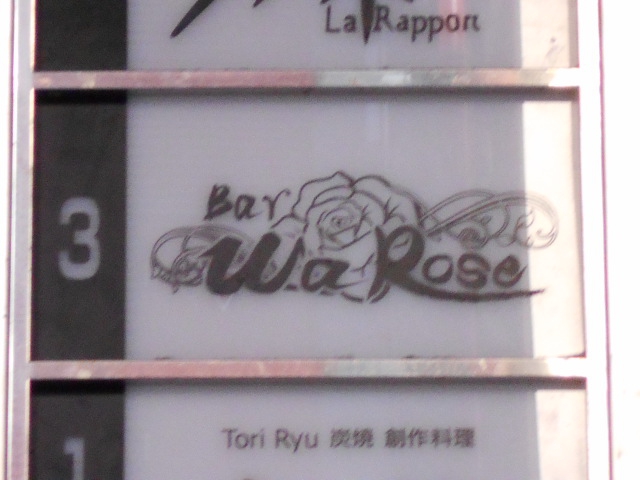 La Rapport
3
Bar
Wa Rose
1
Tori Ryu 炭焼 創作料理